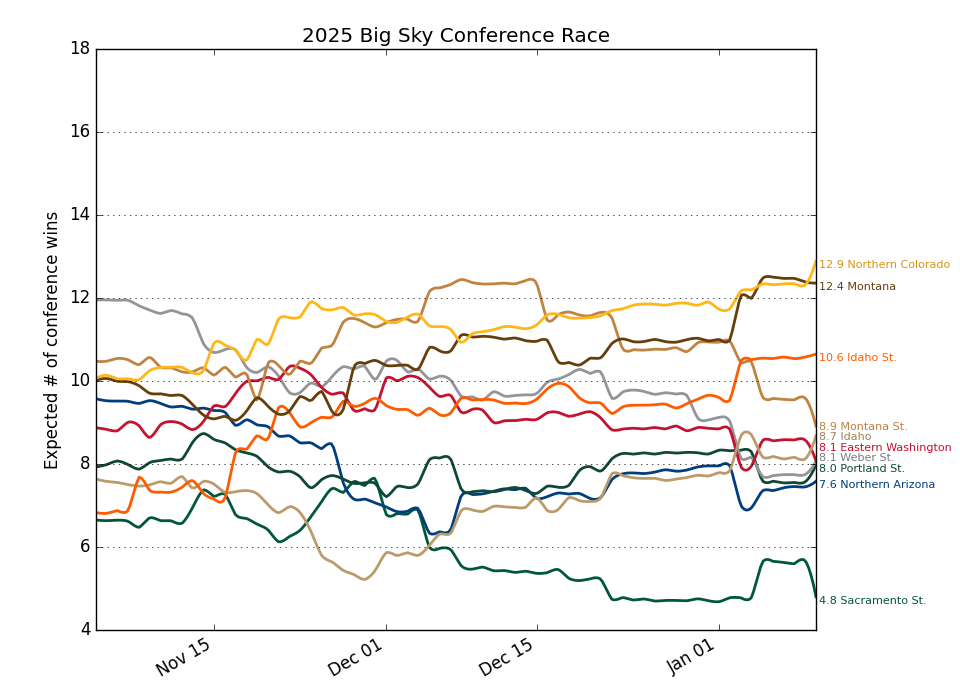 2025 Big Sky Conference Race
Expected # of conference wins
18
16
14
12
10
8
6
4
Nov 15
Dec 01
Dec 15
Jan 01
12.9 Northern Colorado
12.4 Montana
10.6 Idaho St.
8.9 Montana St.
8.7 Idaho
8.1 Eastern Washington
8.1 Weber St.
8.0 Portland St.
7.6 Northern Arizona
4.8 Sacramento St.